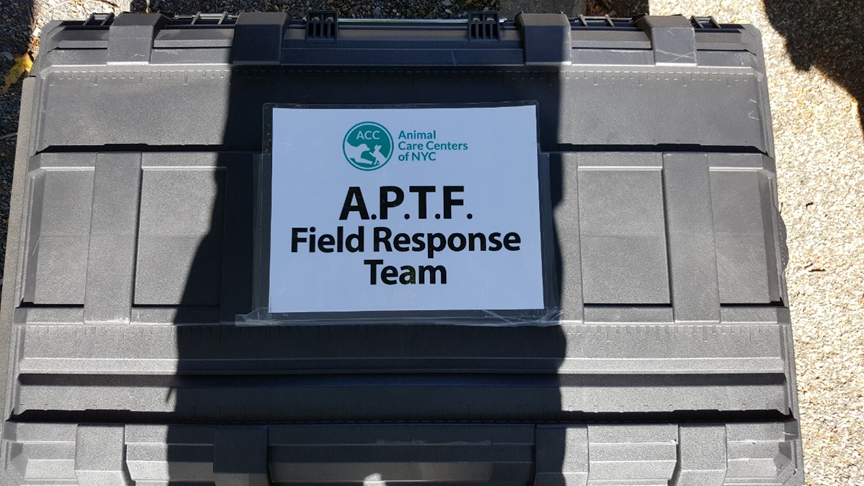 ACC
Animal
Care Centers
of NYC
A.P.T.F.
Field Response
Team